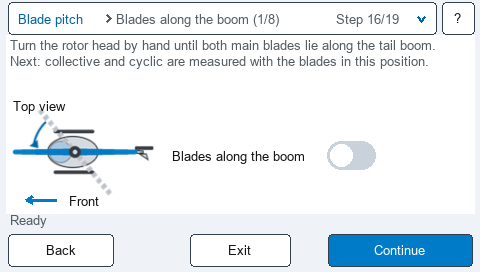 Blade pitch > Blades along the boom (1/8) Step 16/19 ?
Turn the rotor head by hand until both main blades lie along the tail boom.
Next: collective and cyclic are measured with the blades in this position.
Top view
Blades along the boom
Front
Ready
Back Exit Continue